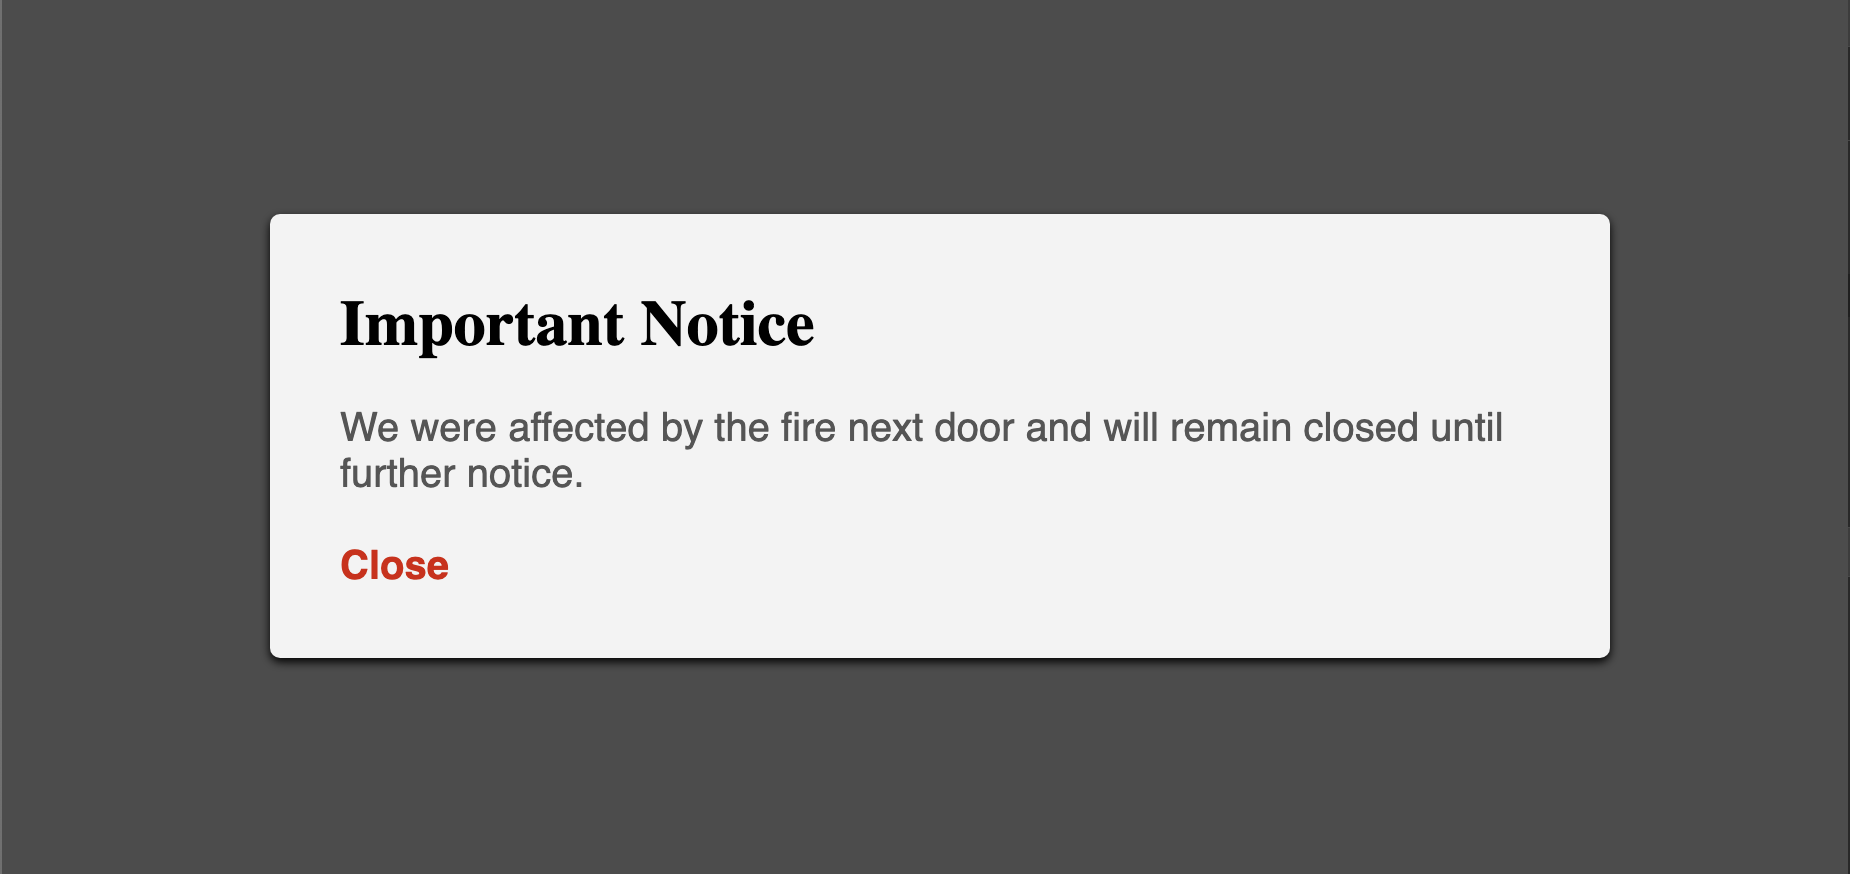 Important Notice
We were affected by the fire next door and will remain closed until
further notice.
Close